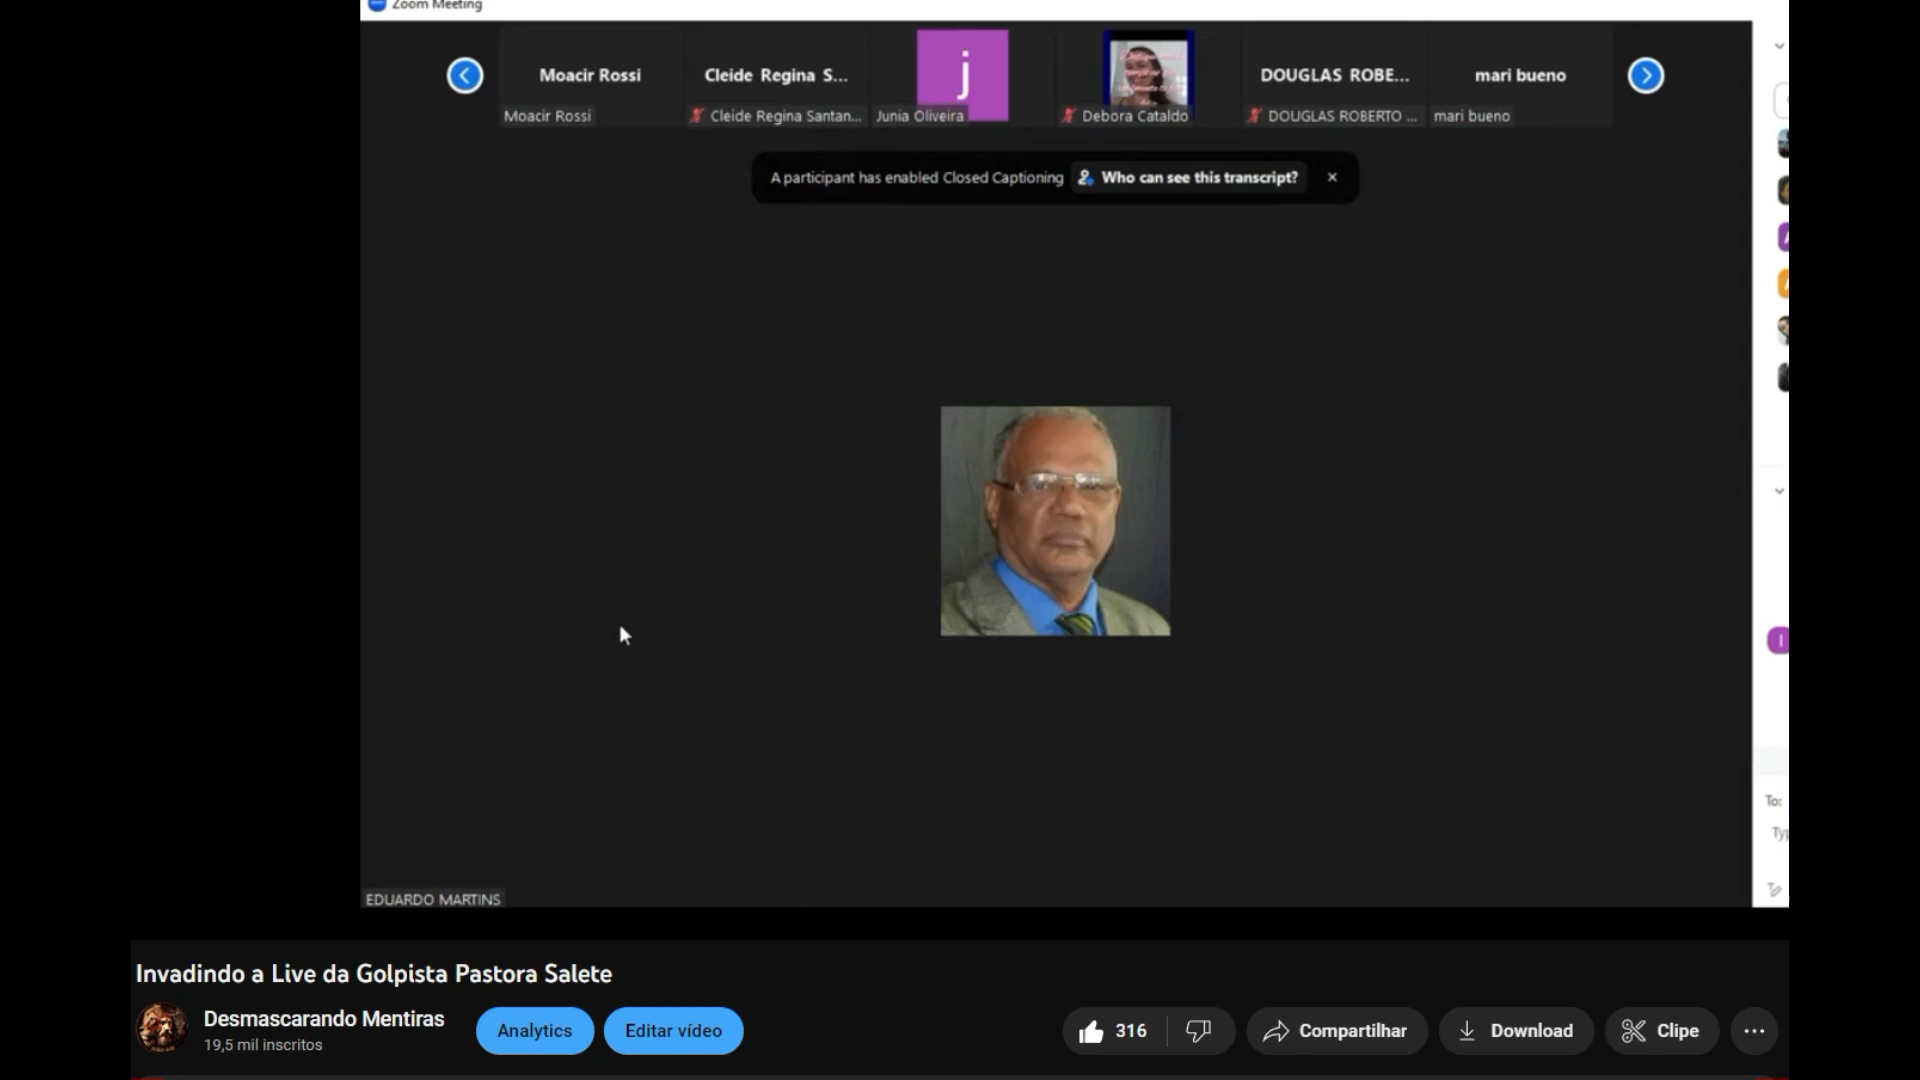 Zoom Meeting
Moacir Rossi
Cleide Regina S...
j
DOUGLAS ROBE...
mari bueno
Moacir Rossi
Cleide Regina Santan...
Junia Oliveira
Debora Cataldo
DOUGLAS ROBERTO ...
mari bueno
A participant has enabled Closed Captioning
Who can see this transcript?
To:
EDUARDO MARTINS
Invadindo a Live da Golpista Pastora Salete
Desmascarando Mentiras
19,5 mil inscritos
Analytics
Editar vídeo
316
Compartilhar
Download
Clipe